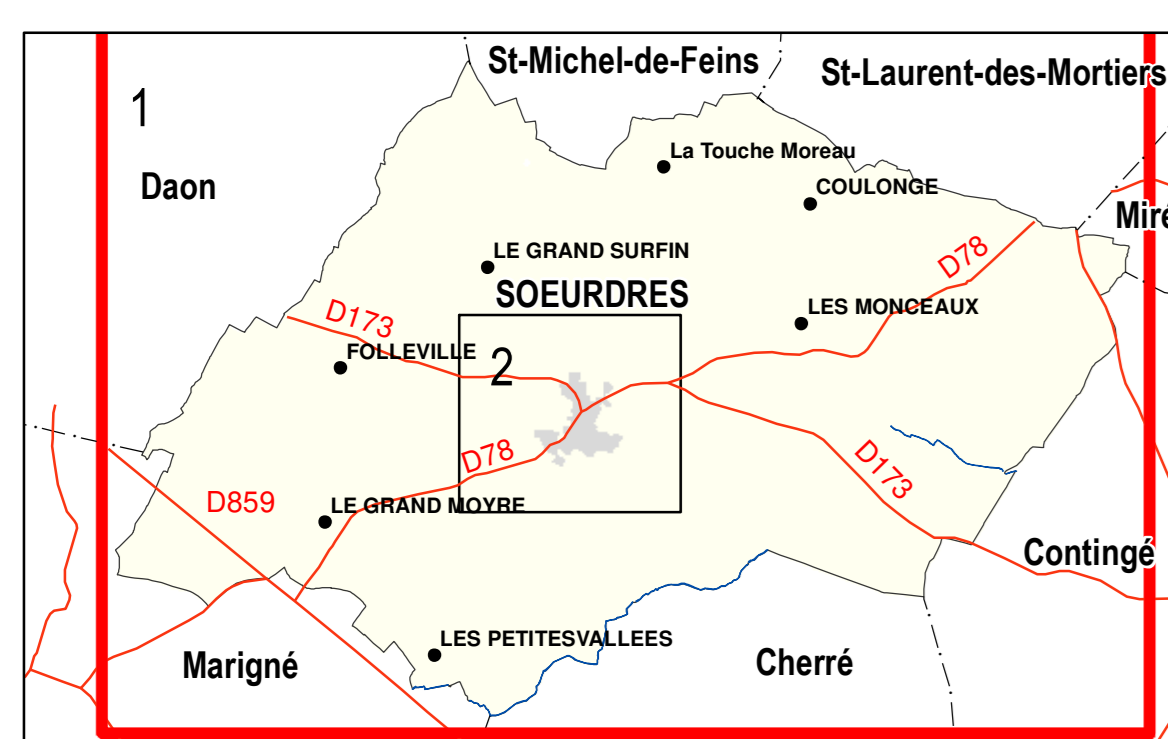 St-Michel-de-Feins
St-Laurent-des-Mortiers
1
Daon
La Touche Moreau
COULONGE
Miré
LE GRAND SURFIN
D78
SOEURDRES
LES MONCEAUX
D173
FOLLEVILLE
2
D78
D173
D859
LE GRAND MOYRE
Contingé
LES PETITESVALLEES
Marigné
Cherré